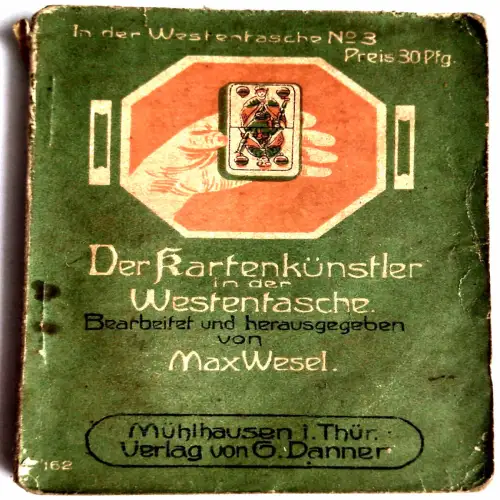 In der Westentasche No 3
Preis 30 Pfg.
Der Kartenkünstler
in der
Westentasche.
Bearbeitet und herausgegeben
von
Max Wesel.
Mühlhausen i. Thür.
Verlag von G. Danner
162